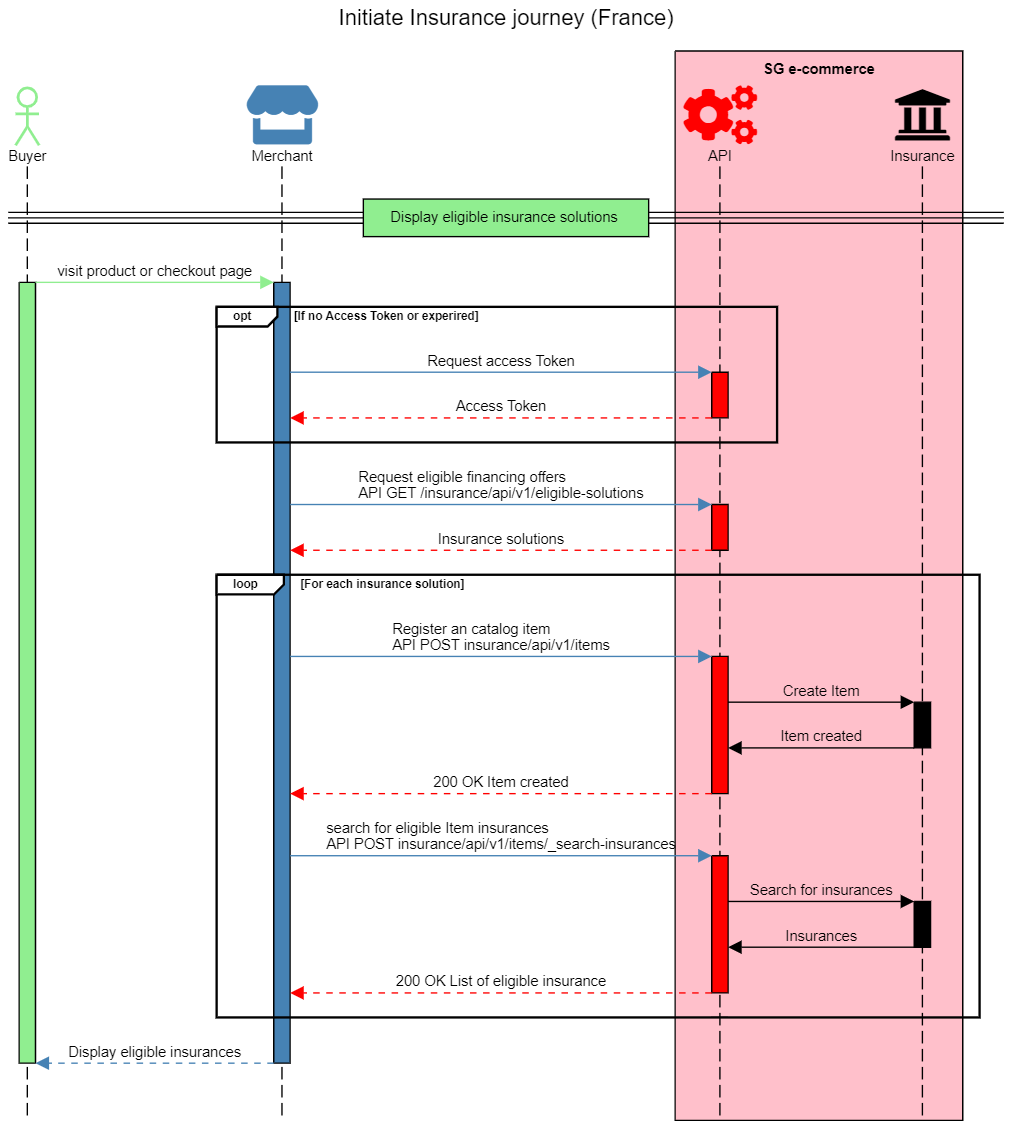 Initiate Insurance journey (France)
SG e-commerce
Buyer
Merchant
API
Insurance
Display eligible insurance solutions
visit product or checkout page
opt
[If no Access Token or experired]
Request access Token
Access Token
Request eligible financing offers
API GET /insurance/api/v1/eligible-solutions
Insurance solutions
loop
[For each insurance solution]
Register an catalog item
API POST insurance/api/v1/items
Create Item
Item created
200 OK Item created
search for eligible Item insurances
API POST insurance/api/v1/items/_search-insurances
Search for insurances
Insurances
200 OK List of eligible insurance
Display eligible insurances